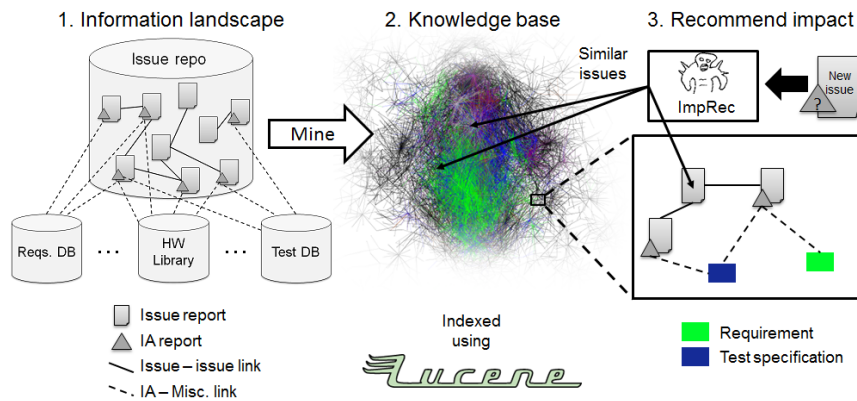 1. Information landscape
2. Knowledge base
3. Recommend impact
Issue repo
Similar
issues
ImpRec
New
issue
?
Mine
Reqs. DB
...
HW
Library
...
Test DB
Issue report
IA report
Issue – issue link
IA – Misc. link
Indexed
using
Lucene
Requirement
Test specification